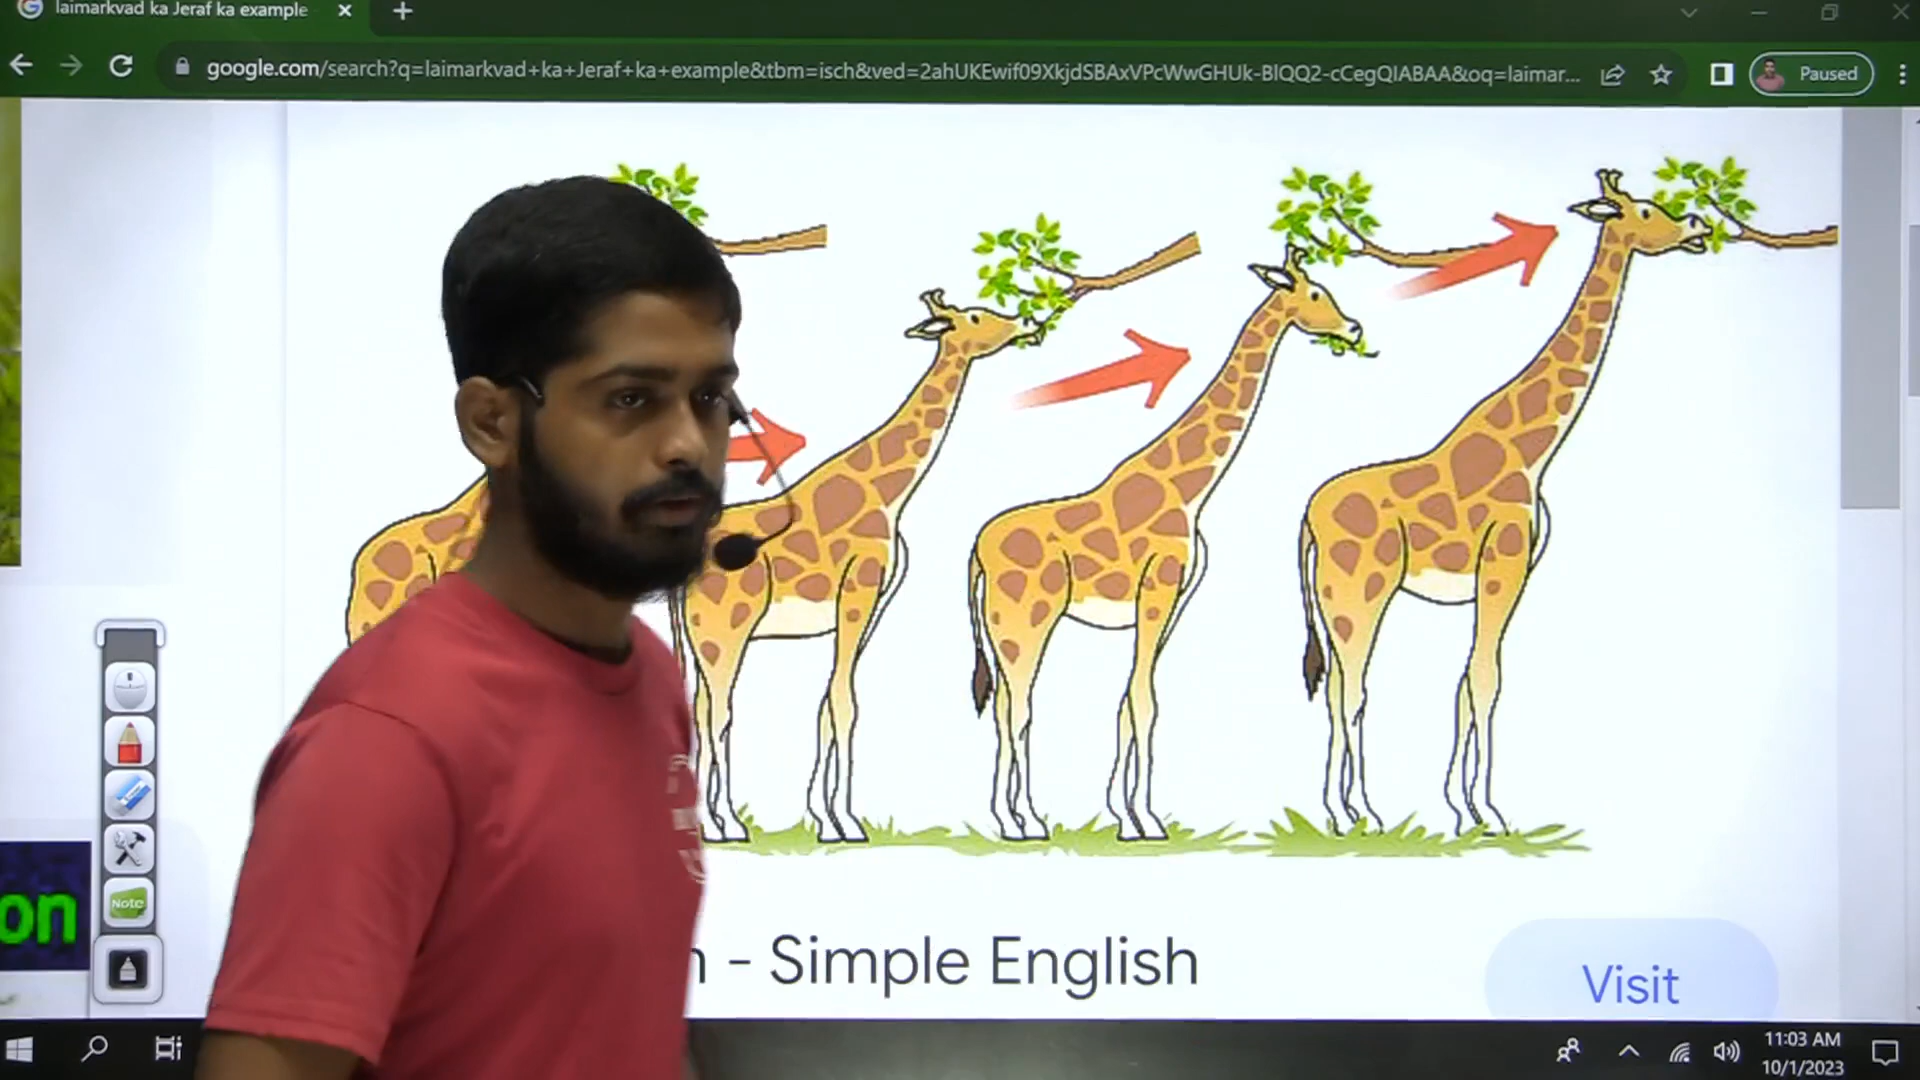 laimarkvad ka Jeraf ka example
google.com/search?q=laimarkvad+ka+Jeraf+ka+example&tbm=isch&ved=2ahUKEwif09XkjdSBAxVPcWwGHUk-BlQQ2-cCegQIABAA&oq=laimar...
Paused
Note
on
- Simple English
Visit
11:03 AM
10/1/2023